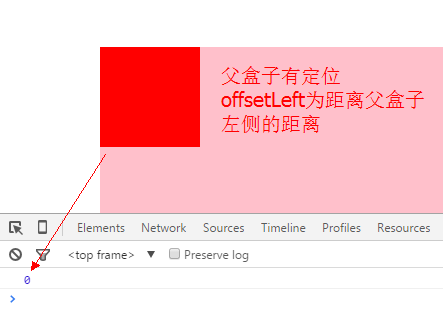 父盒子有定位
offsetLeft为距离父盒子
左侧的距离
Elements Network Sources Timeline Profiles Resources
<top frame> ▼ Preserve log
0
>